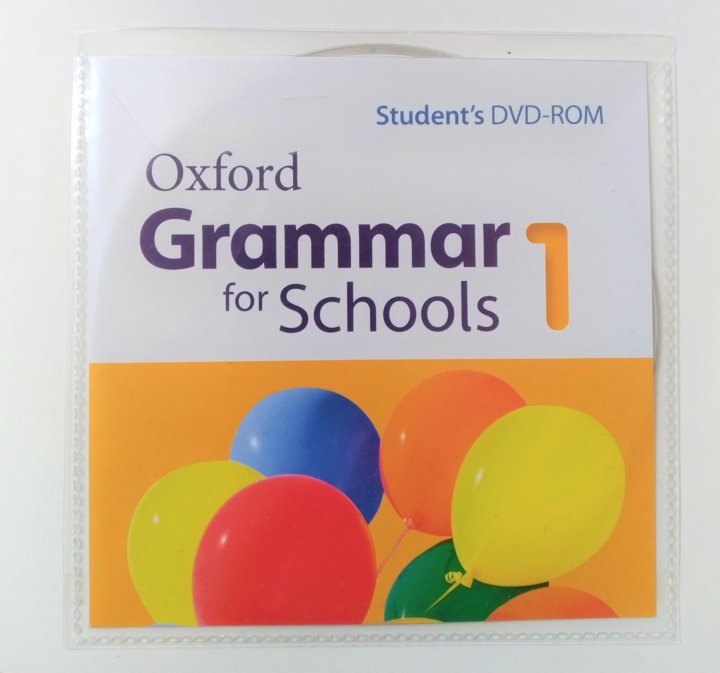 Student's DVD-ROM
Oxford
Grammar 1
for Schools